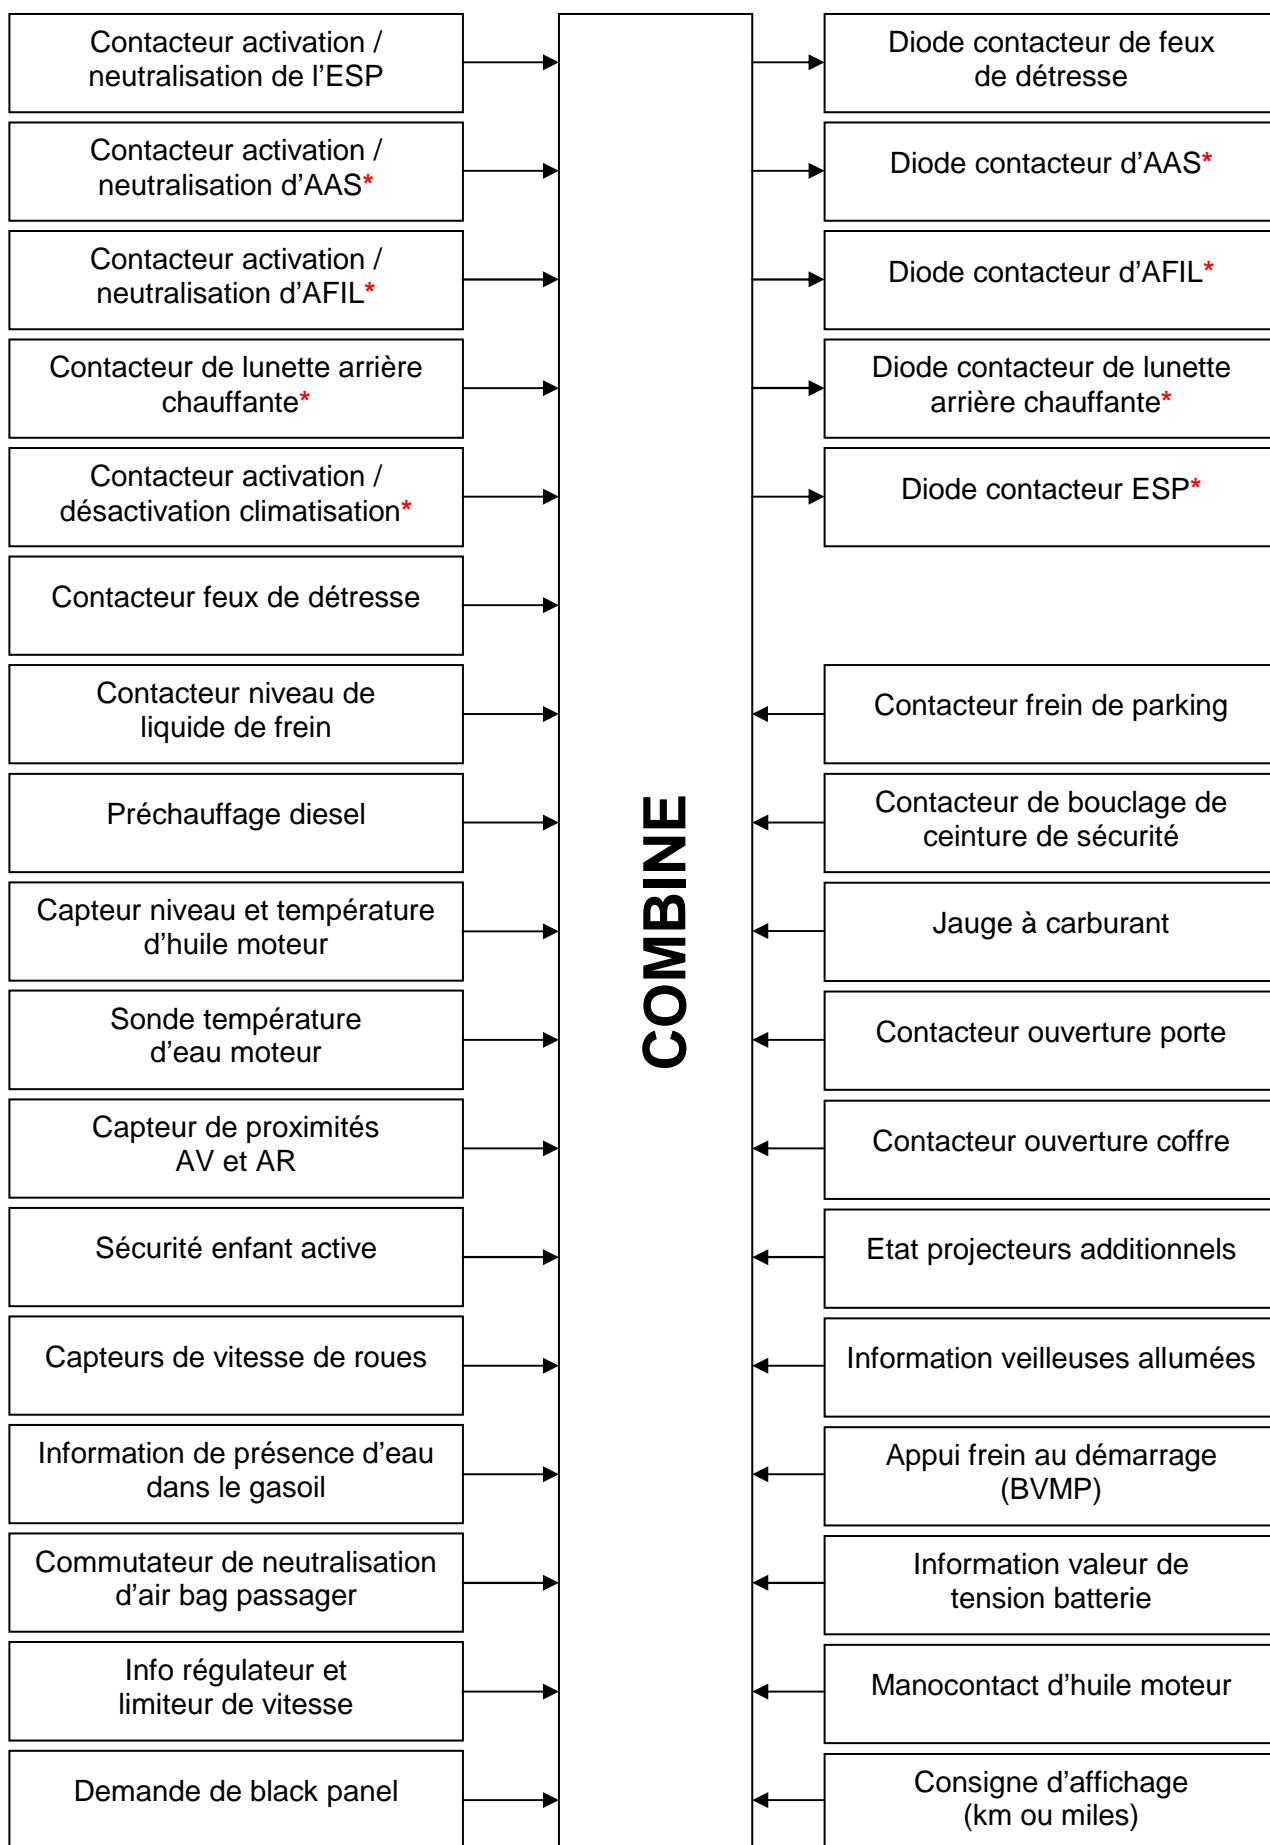 Contacteur activation /
neutralisation de l’ESP
Contacteur activation /
neutralisation d’AAS*
Contacteur activation /
neutralisation d’AFIL*
Contacteur de lunette arrière
chauffante*
Contacteur activation /
désactivation climatisation*
Contacteur feux de détresse
Contacteur niveau de
liquide de frein
Préchauffage diesel
Capteur niveau et température
d’huile moteur
Sonde température
d’eau moteur
Capteur de proximités
AV et AR
Sécurité enfant active
Capteurs de vitesse de roues
Information de présence d’eau
dans le gasoil
Commutateur de neutralisation
d’air bag passager
Info régulateur et
limiteur de vitesse
Demande de black panel
COMBINE
Diode contacteur de feux
de détresse
Diode contacteur d’AAS*
Diode contacteur d’AFIL*
Diode contacteur de lunette
arrière chauffante*
Diode contacteur ESP*
Contacteur frein de parking
Contacteur de bouclage de
ceinture de sécurité
Jauge à carburant
Contacteur ouverture porte
Contacteur ouverture coffre
Etat projecteurs additionnels
Information veilleuses allumées
Appui frein au démarrage
(BVMP)
Information valeur de
tension batterie
Manocontact d’huile moteur
Consigne d’affichage
(km ou miles)